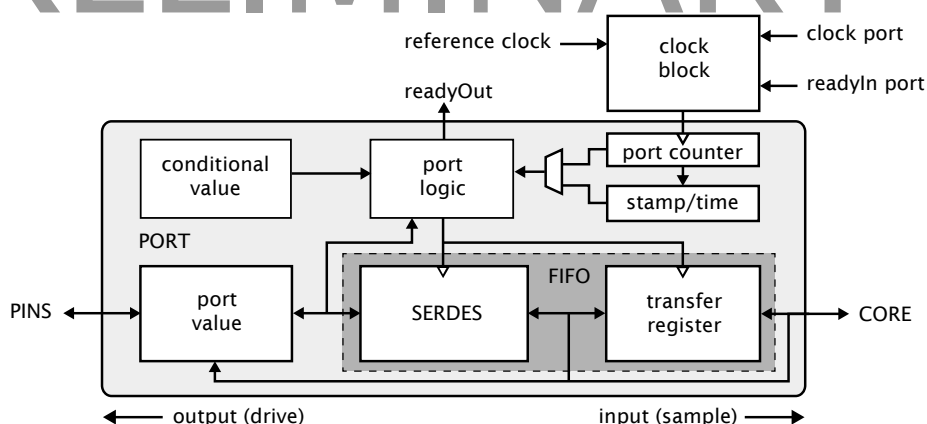 reference clock
clock
block
clock port
readyIn port
readyOut
conditional
value
port
logic
port counter
stamp/time
PORT
FIFO
PINS
port
value
SERDES
transfer
register
CORE
output (drive)
input (sample)